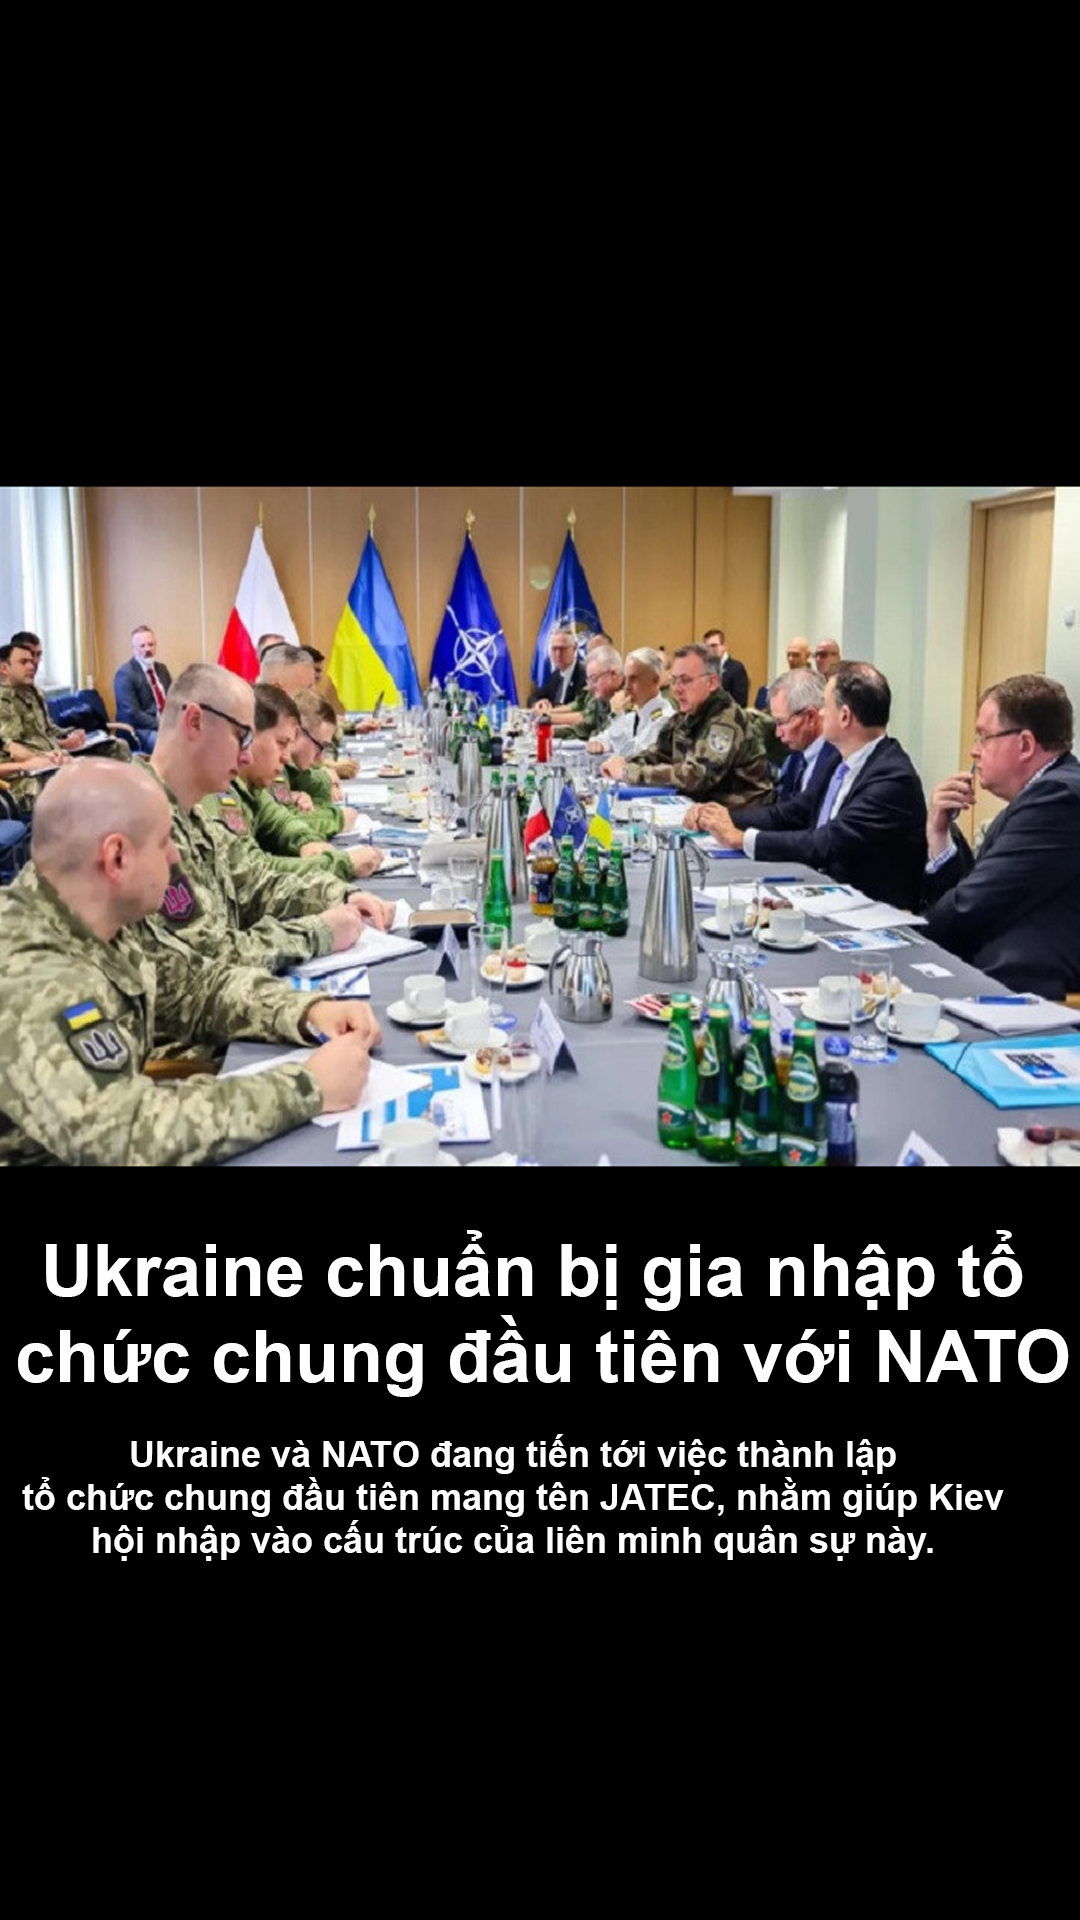 Ukraine chuẩn bị gia nhập tổ
chức chung đầu tiên với NATO
Ukraine và NATO đang tiến tới việc thành lập
tổ chức chung đầu tiên mang tên JATEC, nhằm giúp Kiev
hội nhập vào cấu trúc của liên minh quân sự này.